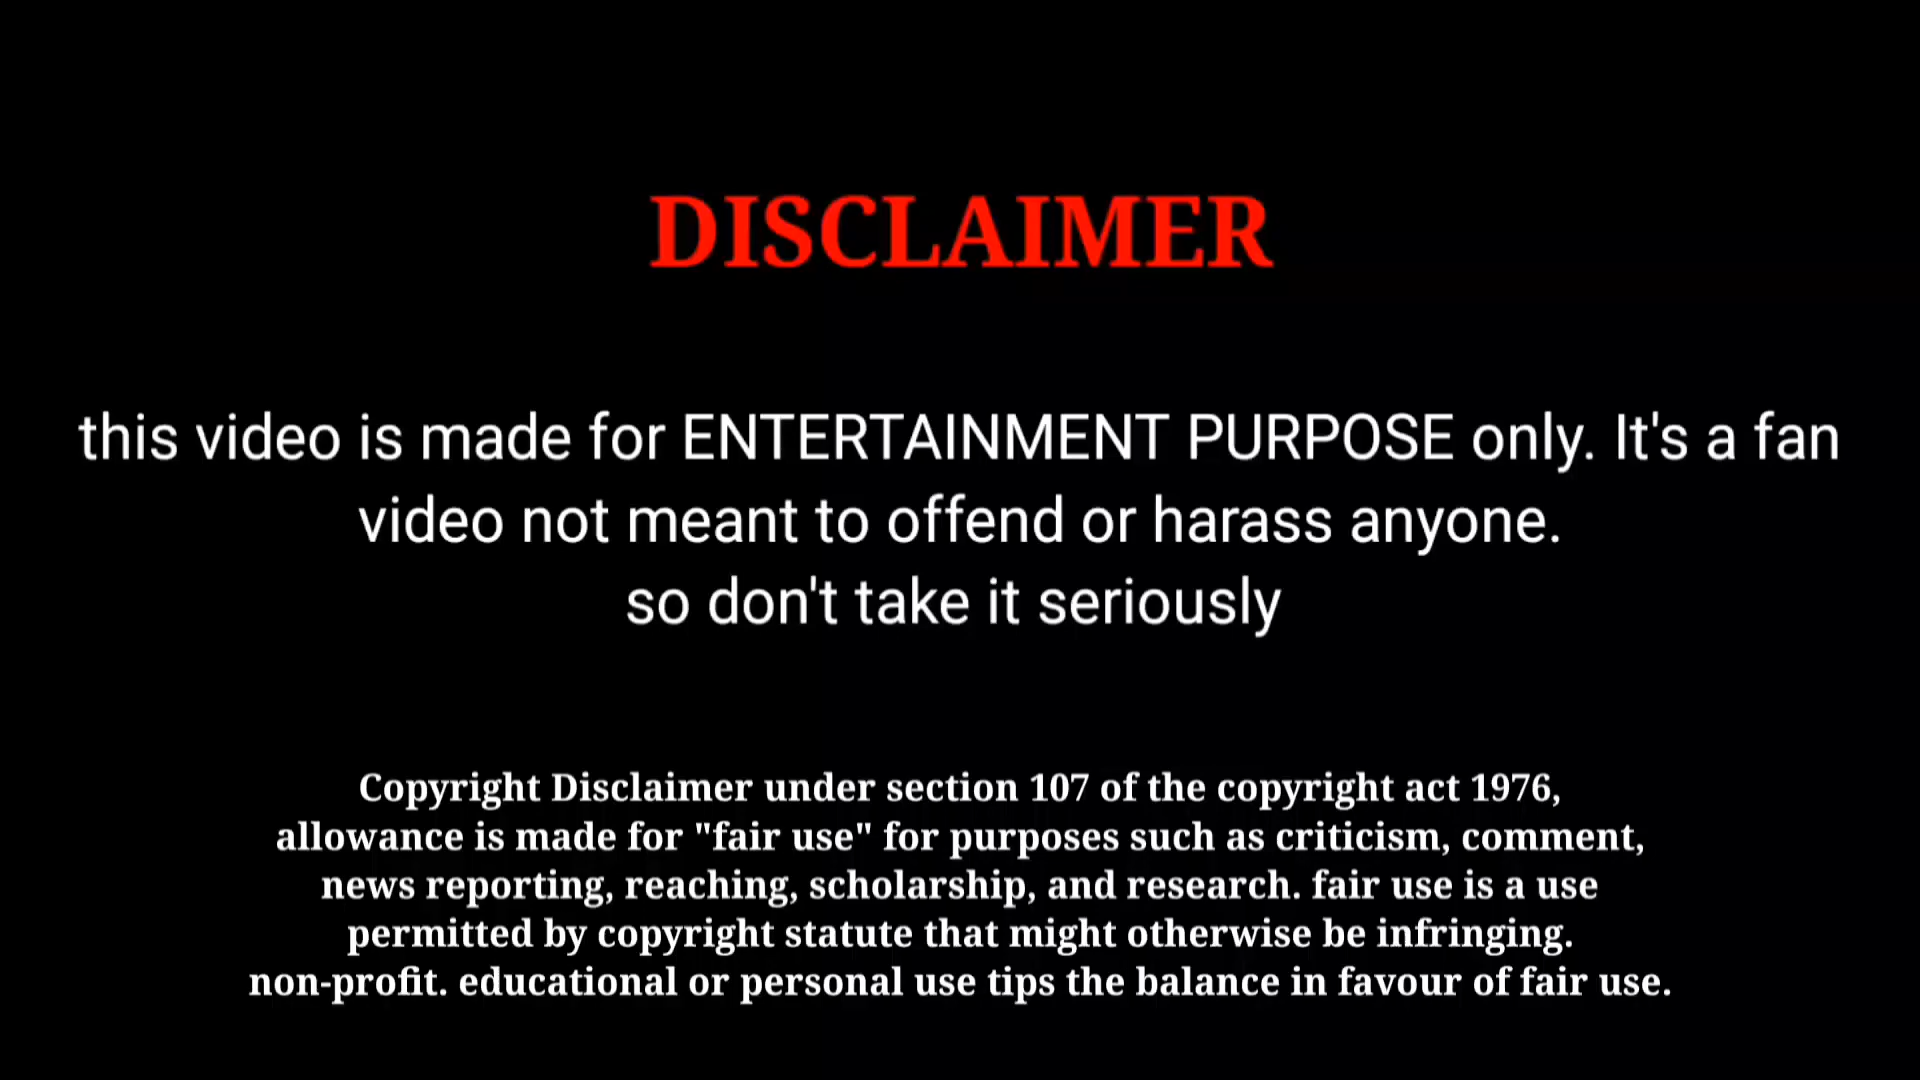 DISCLAIMER
this video is made for ENTERTAINMENT PURPOSE only. It's a fan
video not meant to offend or harass anyone.
so don't take it seriously
Copyright Disclaimer under section 107 of the copyright act 1976,
allowance is made for "fair use" for purposes such as criticism, comment,
news reporting, reaching, scholarship, and research. fair use is a use
permitted by copyright statute that might otherwise be infringing.
non-profit. educational or personal use tips the balance in favour of fair use.